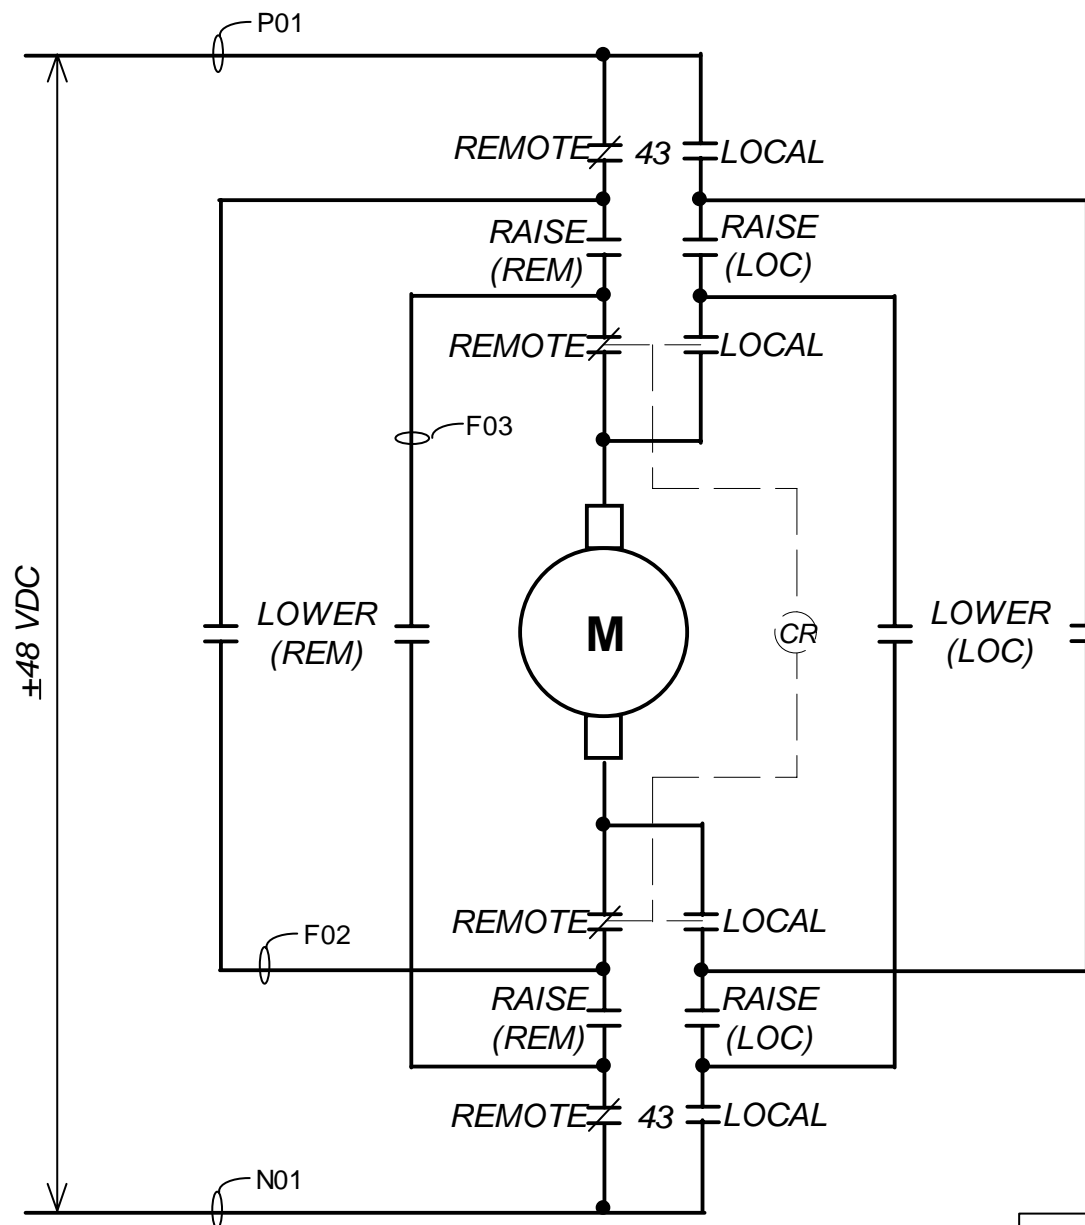 P01
REMOTE 43 LOCAL
RAISE
(REM)
RAISE
(LOC)
REMOTE LOCAL
F03
±48 VDC
LOWER
(REM)
M
CR
LOWER
(LOC)
REMOTE LOCAL
F02
RAISE
(REM)
RAISE
(LOC)
REMOTE 43 LOCAL
N01